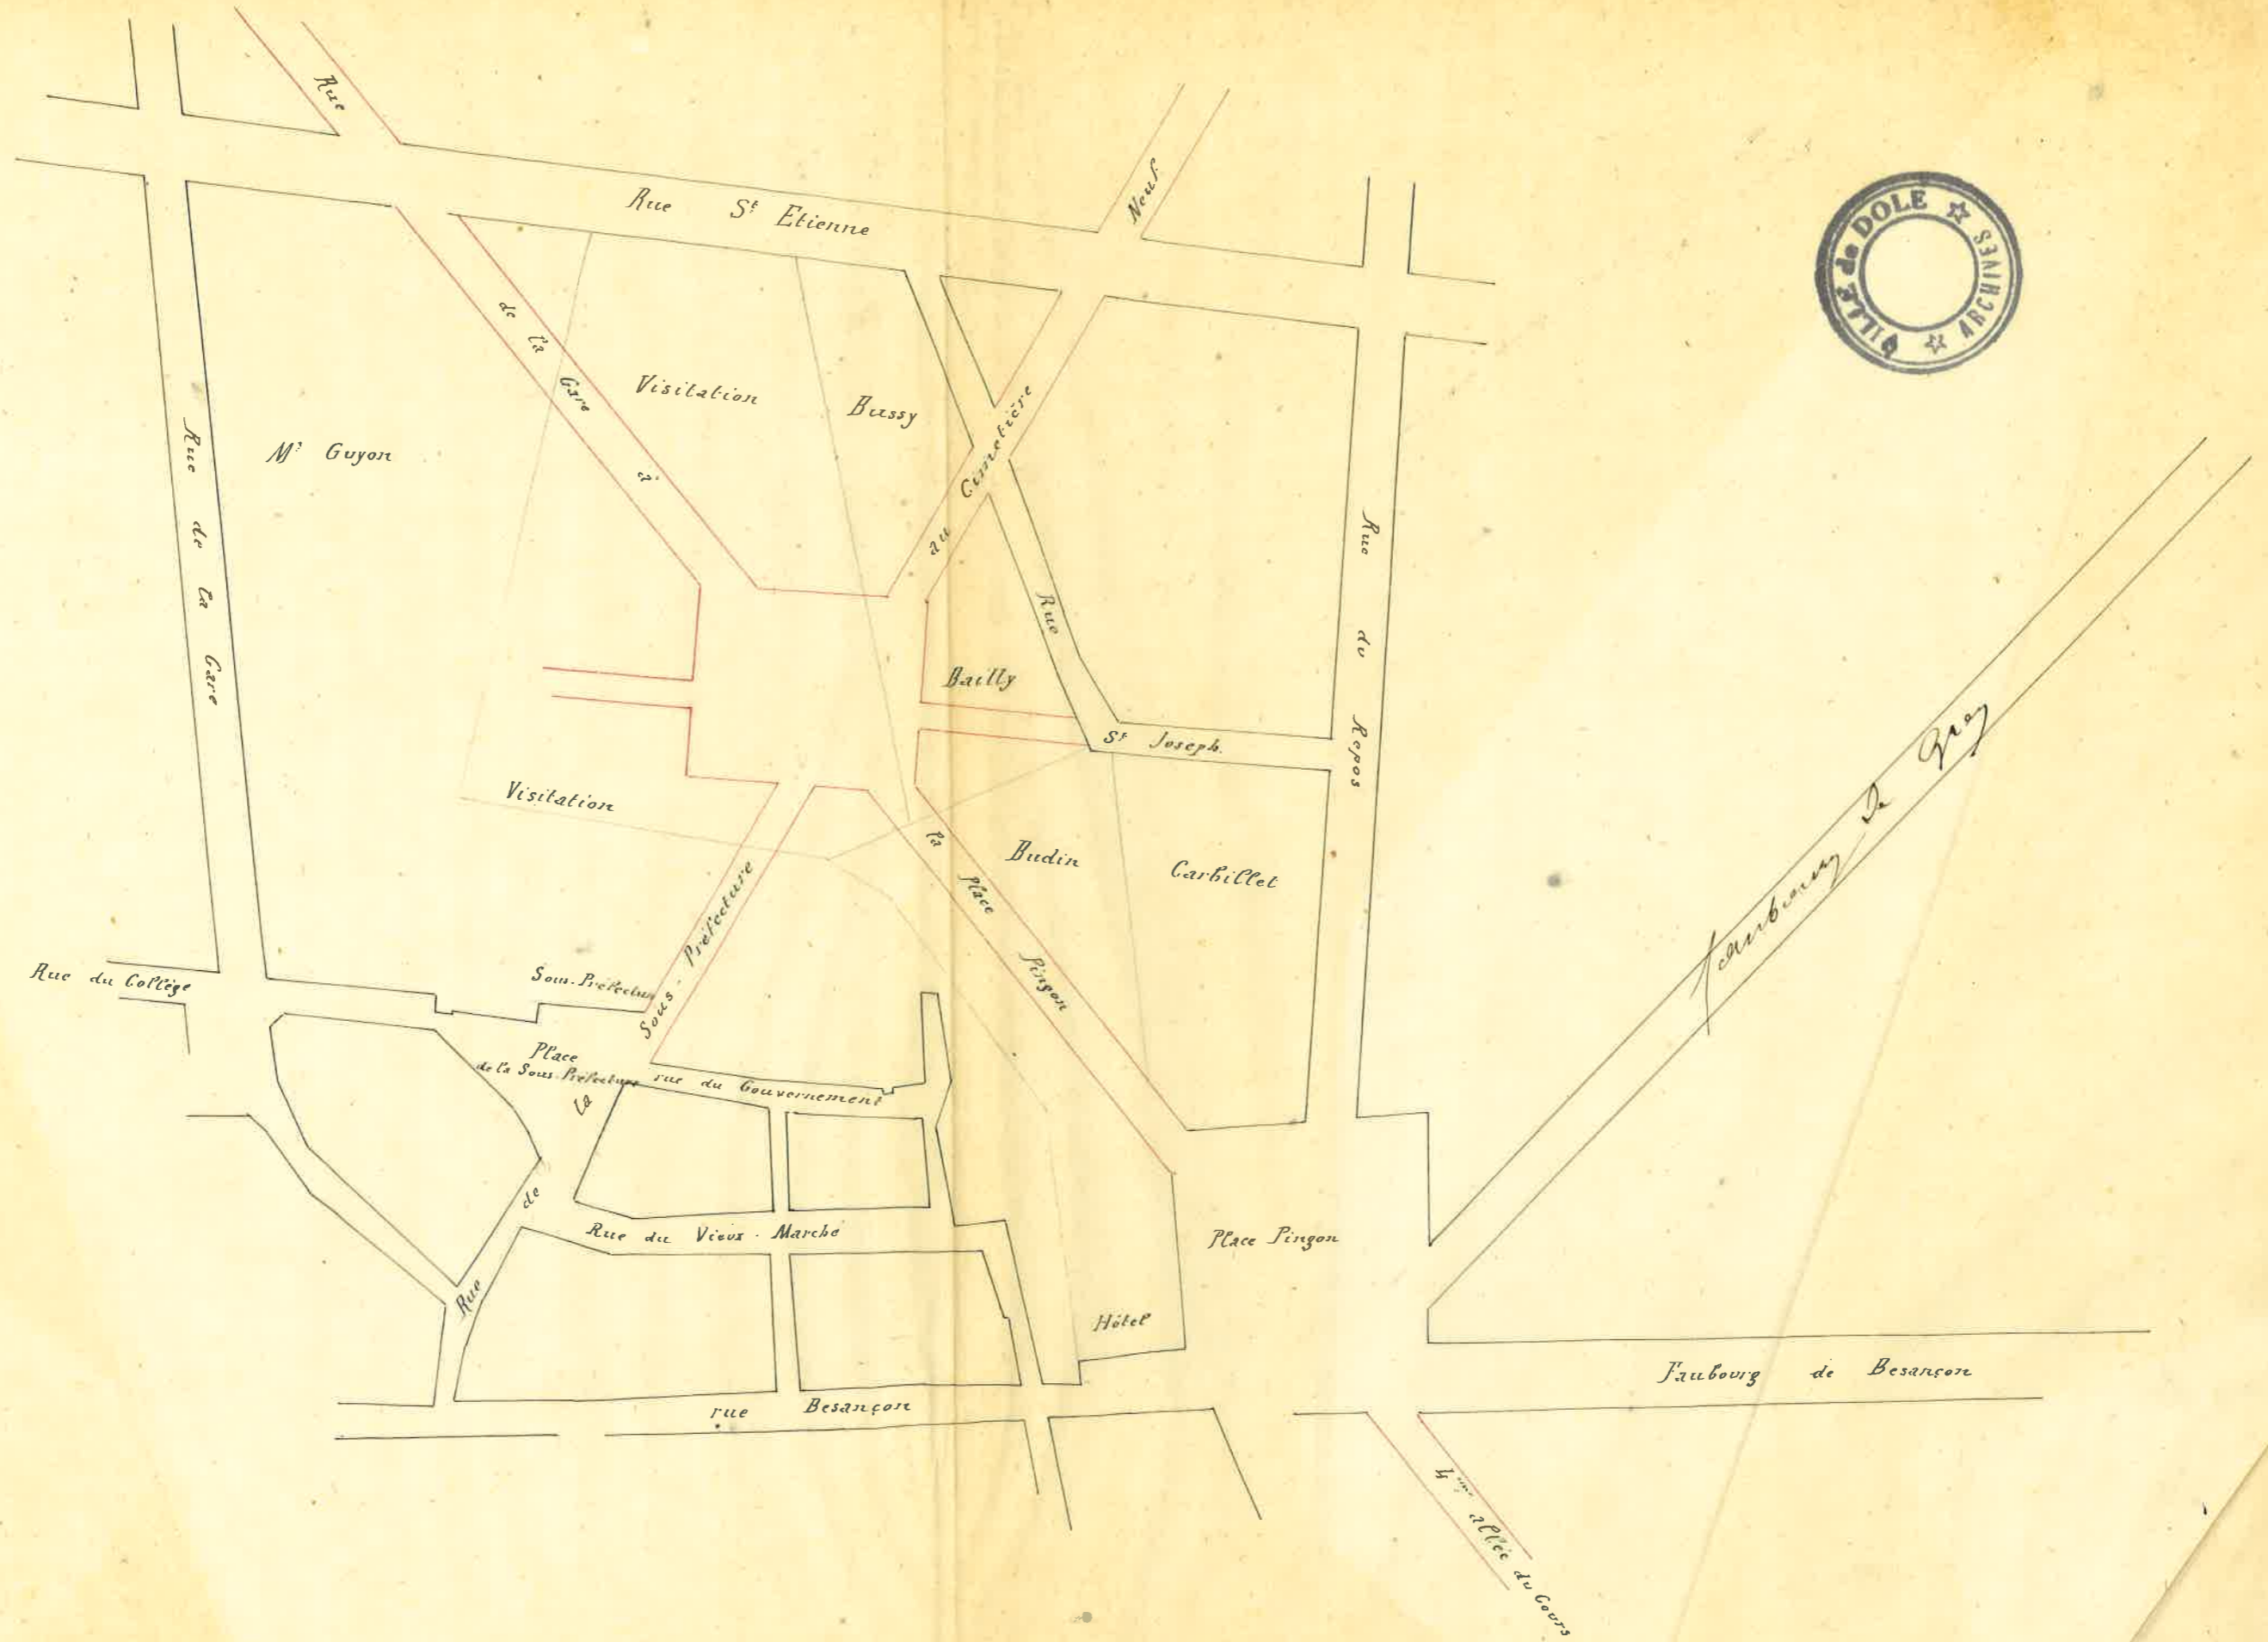 Rue de la Gare à la place Pingon
Rue St Etienne
Neuf
VILLE de DOLE ☆ ARCHIVES ☆
Rue de la Gare
Mr Guyon
Visitation
Bussy
au Cimetière
Rue St Joseph.
Rue du Repos
Bailly
Visitation
Budin
Carbillet
Faubourg de Gray
Rue du Collège
Sous-Préfecture
Rue de la Sous-Préfecture
Place
de la Sous-Préfecture
rue du Gouvernement
Rue du Vieux-Marché
Place Pingon
Hôtel
Faubourg de Besançon
rue Besançon
4me allée du Cours